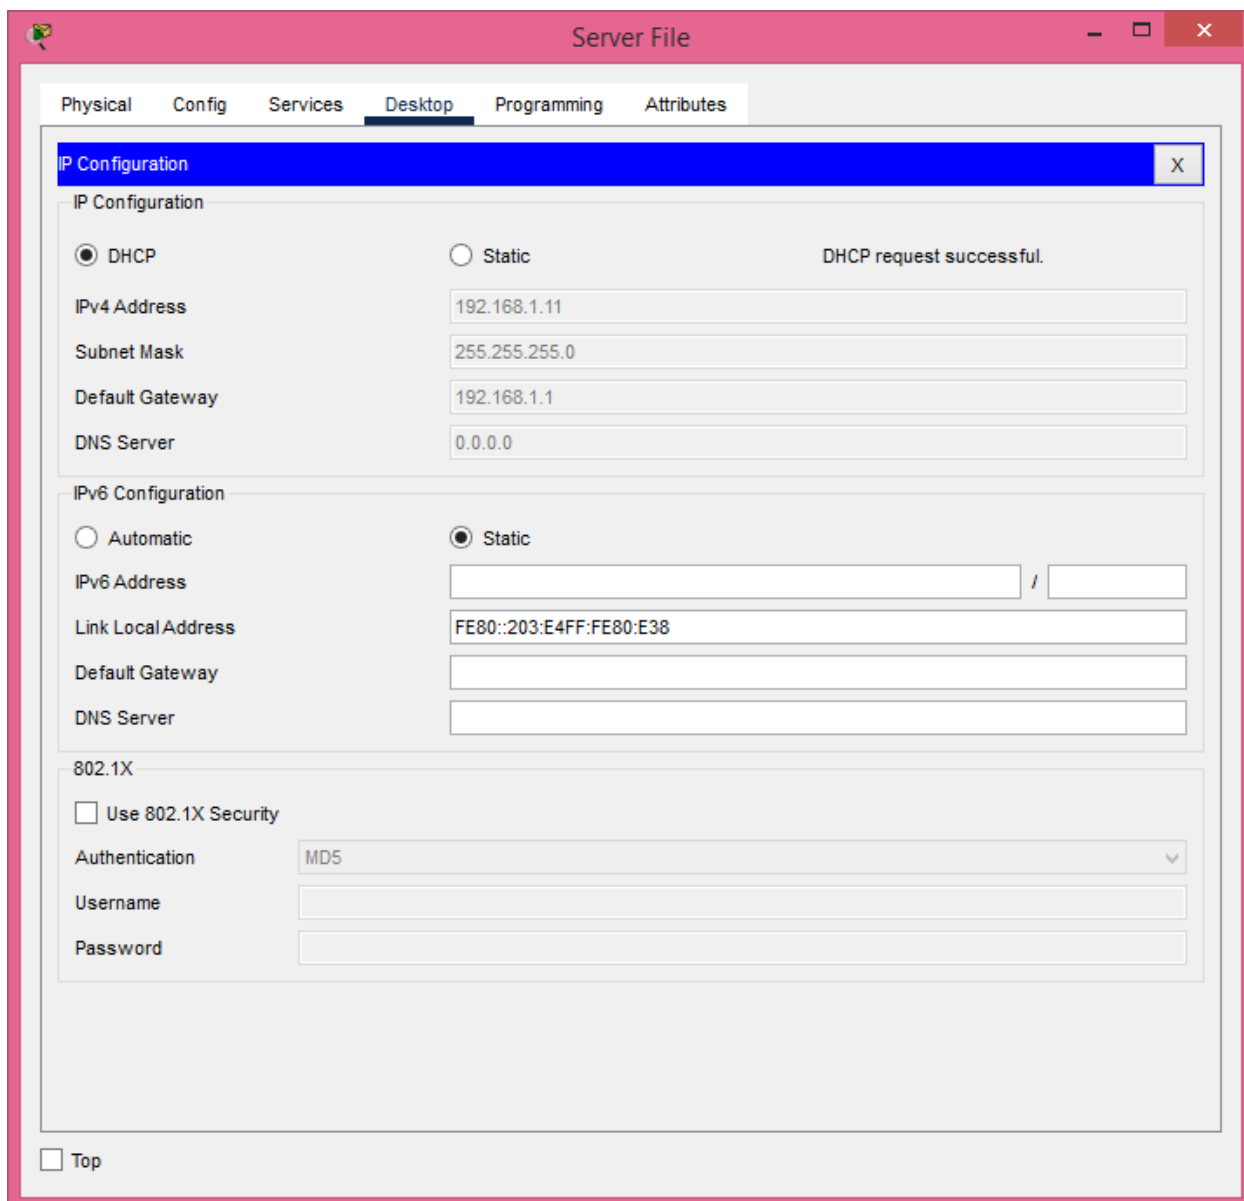 Server File
Physical Config Services Desktop Programming Attributes
IP Configuration X
IP Configuration
DHCP Static DHCP request successful.
IPv4 Address 192.168.1.11
Subnet Mask 255.255.255.0
Default Gateway 192.168.1.1
DNS Server 0.0.0.0
IPv6 Configuration
Automatic Static
IPv6 Address /
Link Local Address FE80::203:E4FF:FE80:E38
Default Gateway
DNS Server
802.1X
Use 802.1X Security
Authentication MD5
Username
Password
Top